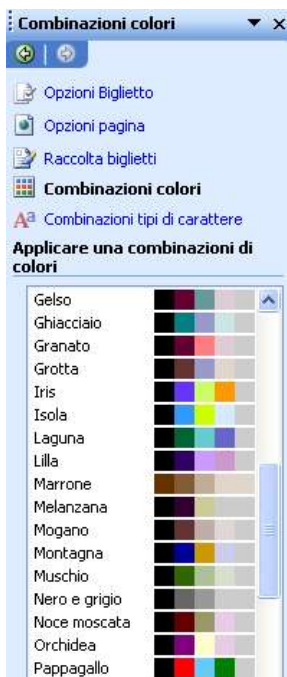 Combinazioni colori
Opzioni Biglietto
Opzioni pagina
Raccolta biglietti
Combinazioni colori
Combinazioni tipi di carattere
Applicare una combinazioni di
colori
Gelso
Ghiacciaio
Granato
Grotta
Iris
Isola
Laguna
Lilla
Marrone
Melanzana
Mogano
Montagna
Muschio
Nero e grigio
Noce moscata
Orchidea
Pappagallo